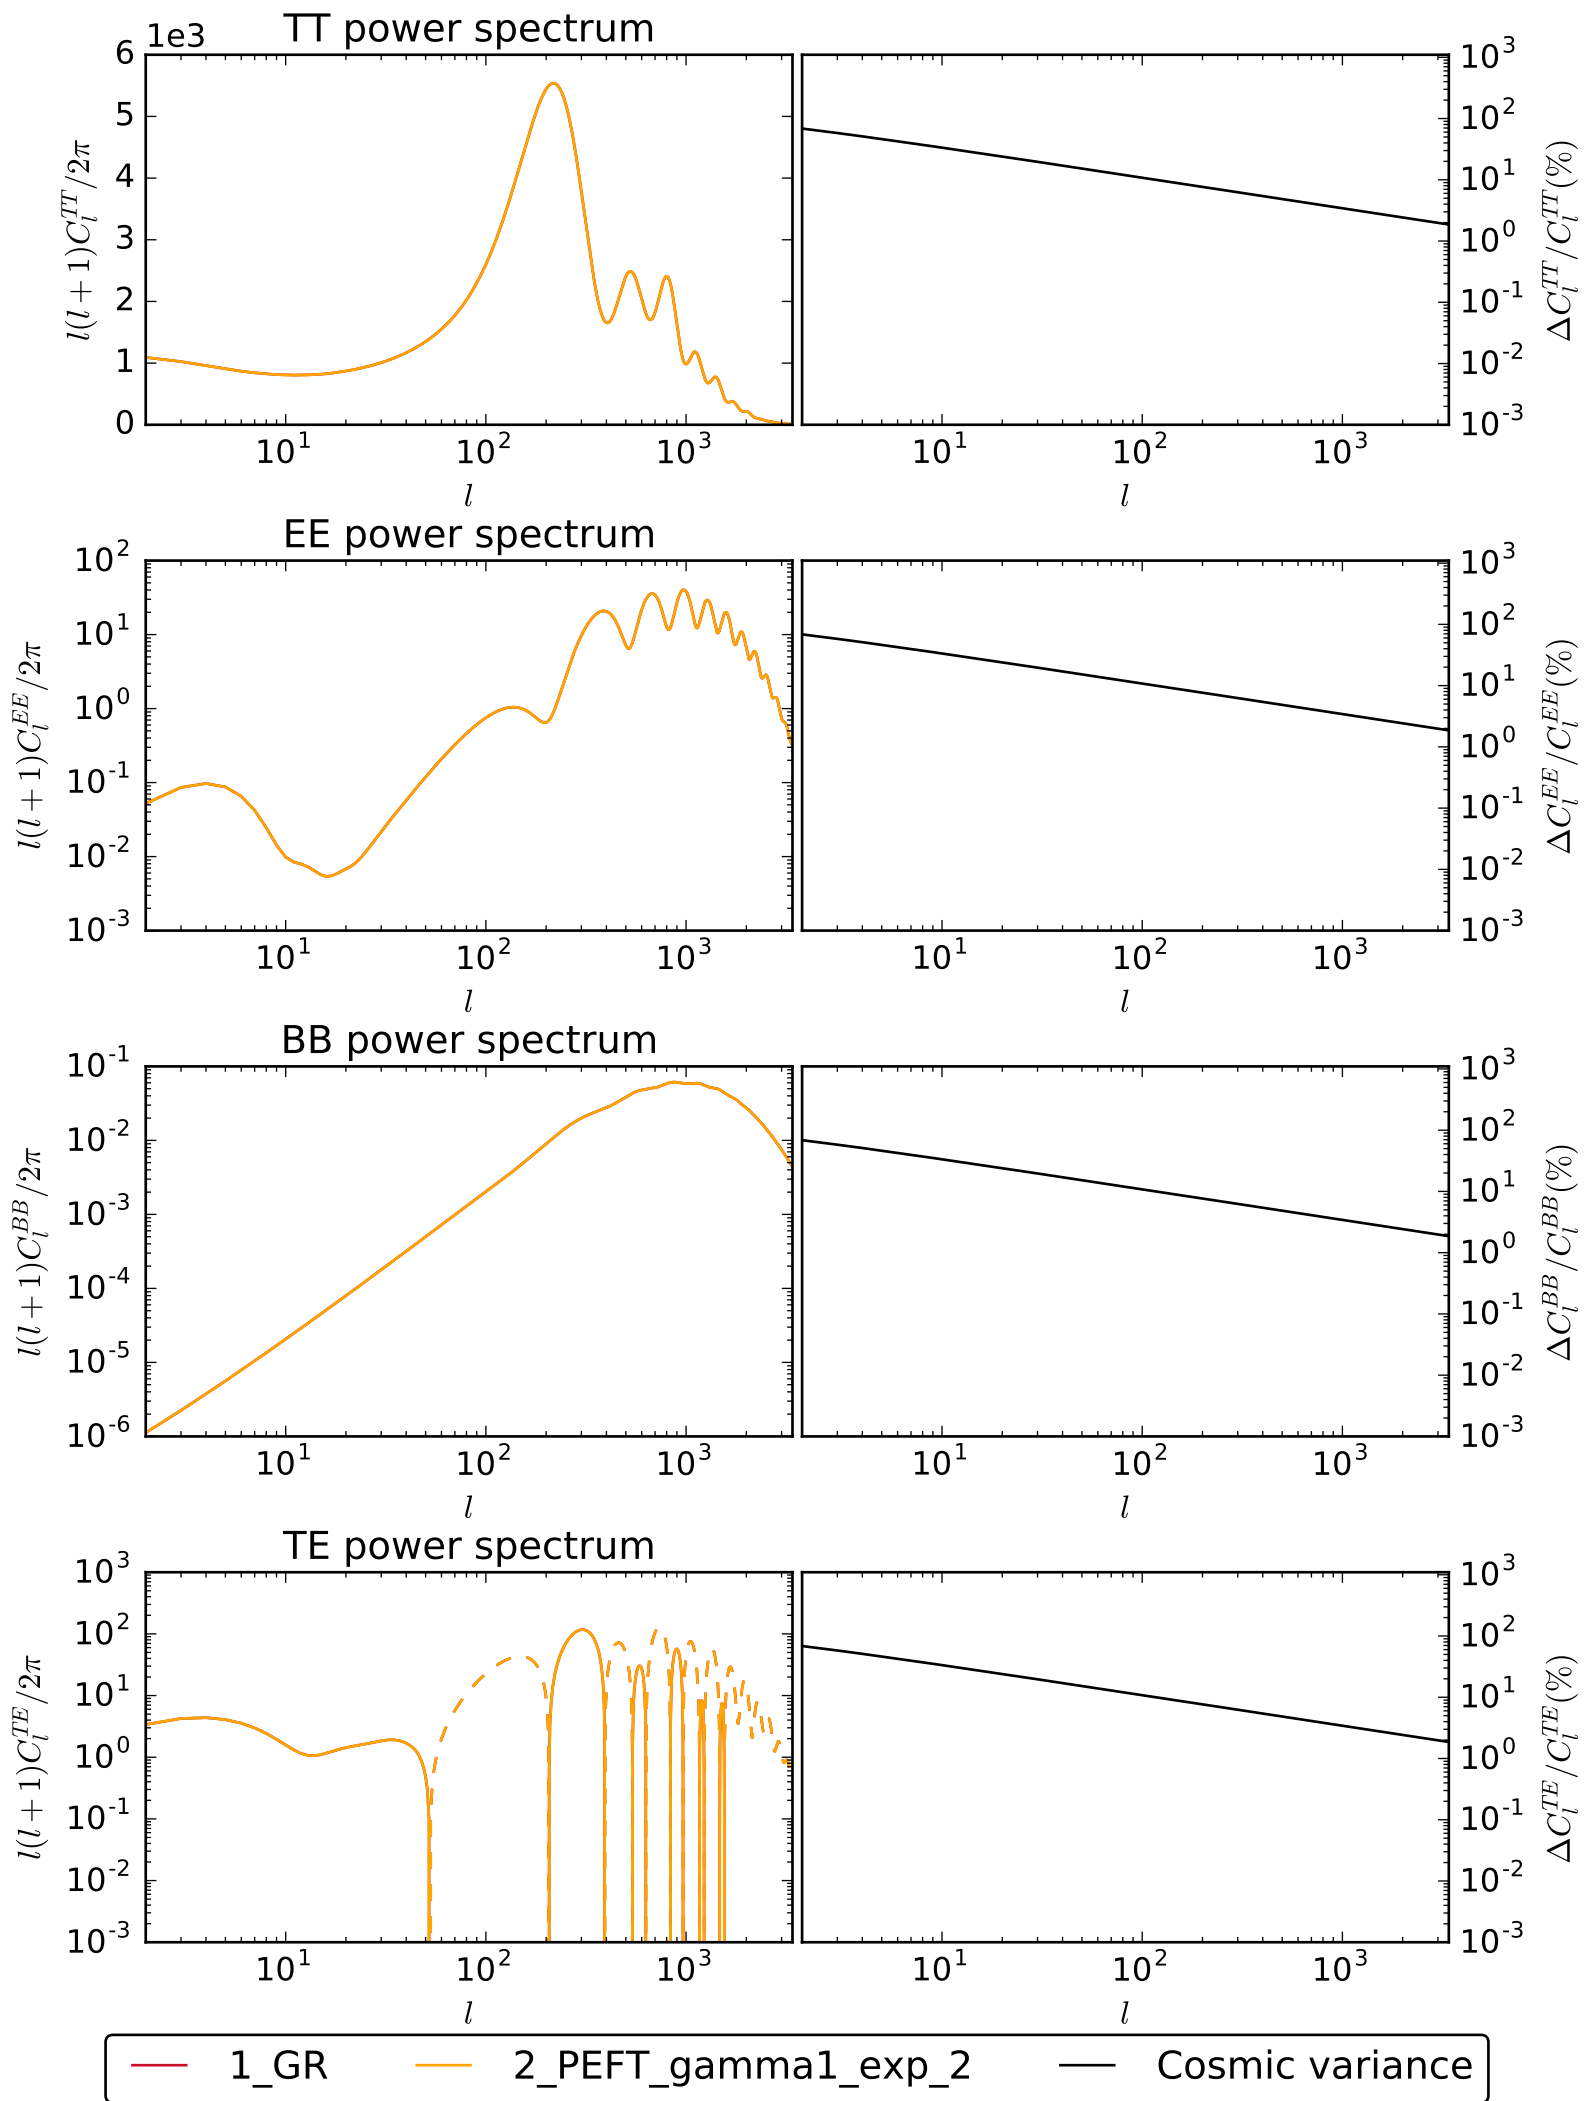 TT power spectrum
1e3
6
5
4
3
2
1
0
l(l + 1)C_l^{TT}/2π
10^1 10^2 10^3
l
10^3
10^2
10^1
10^0
10^-1
10^-2
10^-3
ΔC_l^{TT}/C_l^{TT}(%)
10^1 10^2 10^3
l
EE power spectrum
10^2
10^1
10^0
10^-1
10^-2
10^-3
l(l + 1)C_l^{EE}/2π
10^1 10^2 10^3
l
10^3
10^2
10^1
10^0
10^-1
10^-2
10^-3
ΔC_l^{EE}/C_l^{EE}(%)
10^1 10^2 10^3
l
BB power spectrum
10^-1
10^-2
10^-3
10^-4
10^-5
10^-6
l(l + 1)C_l^{BB}/2π
10^1 10^2 10^3
l
10^3
10^2
10^1
10^0
10^-1
10^-2
10^-3
ΔC_l^{BB}/C_l^{BB}(%)
10^1 10^2 10^3
l
TE power spectrum
10^3
10^2
10^1
10^0
10^-1
10^-2
10^-3
l(l + 1)C_l^{TE}/2π
10^1 10^2 10^3
l
10^3
10^2
10^1
10^0
10^-1
10^-2
10^-3
ΔC_l^{TE}/C_l^{TE}(%)
10^1 10^2 10^3
l
1_GR 2_PEFT_gamma1_exp_2 Cosmic variance